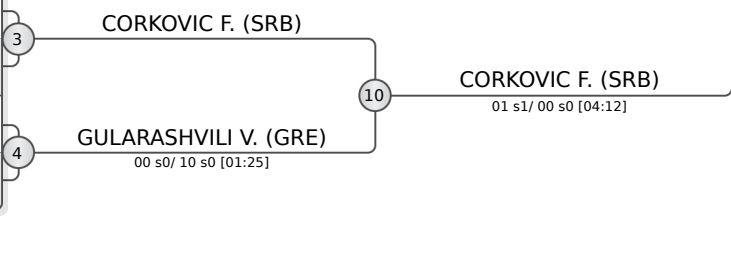 CORKOVIC F. (SRB)
3
10
CORKOVIC F. (SRB)
01 s1/ 00 s0 [04:12]
GULARASHVILI V. (GRE)
4
00 s0/ 10 s0 [01:25]